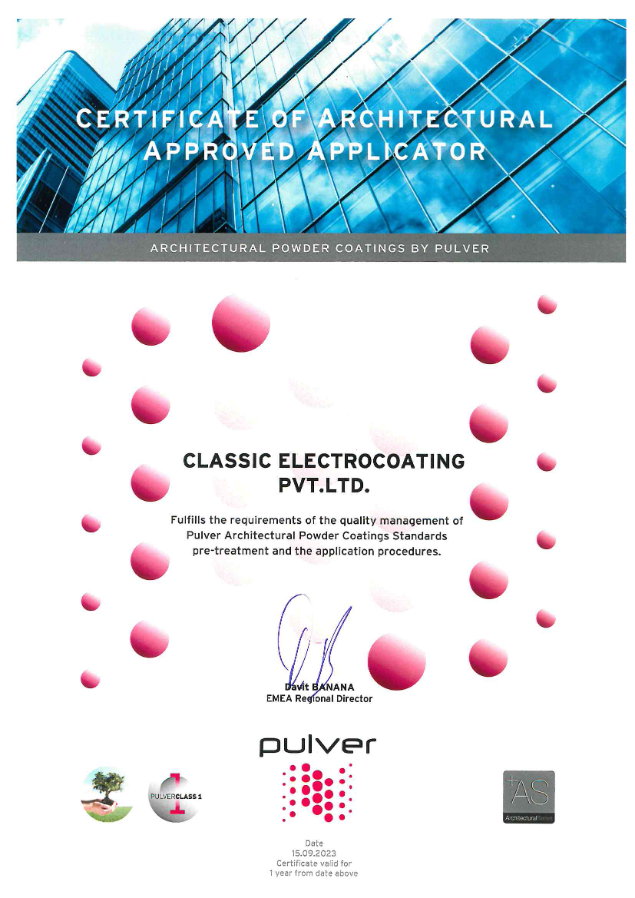 CERTIFICATE OF ARCHITECTURAL
APPROVED APPLICATOR
ARCHITECTURAL POWDER COATINGS BY PULVER
CLASSIC ELECTROCOATING
PVT.LTD.
Fulfills the requirements of the quality management of
Pulver Architectural Powder Coatings Standards
pre-treatment and the application procedures.
Davit BANANA
EMEA Regional Director
pulver
1
PULVERCLASS 1
+AS
Architectural
Date
15.09.2023
Certificate valid for
1 year from date above